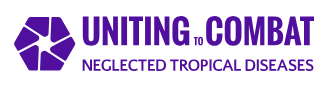 UNITING TO COMBAT
NEGLECTED TROPICAL DISEASES